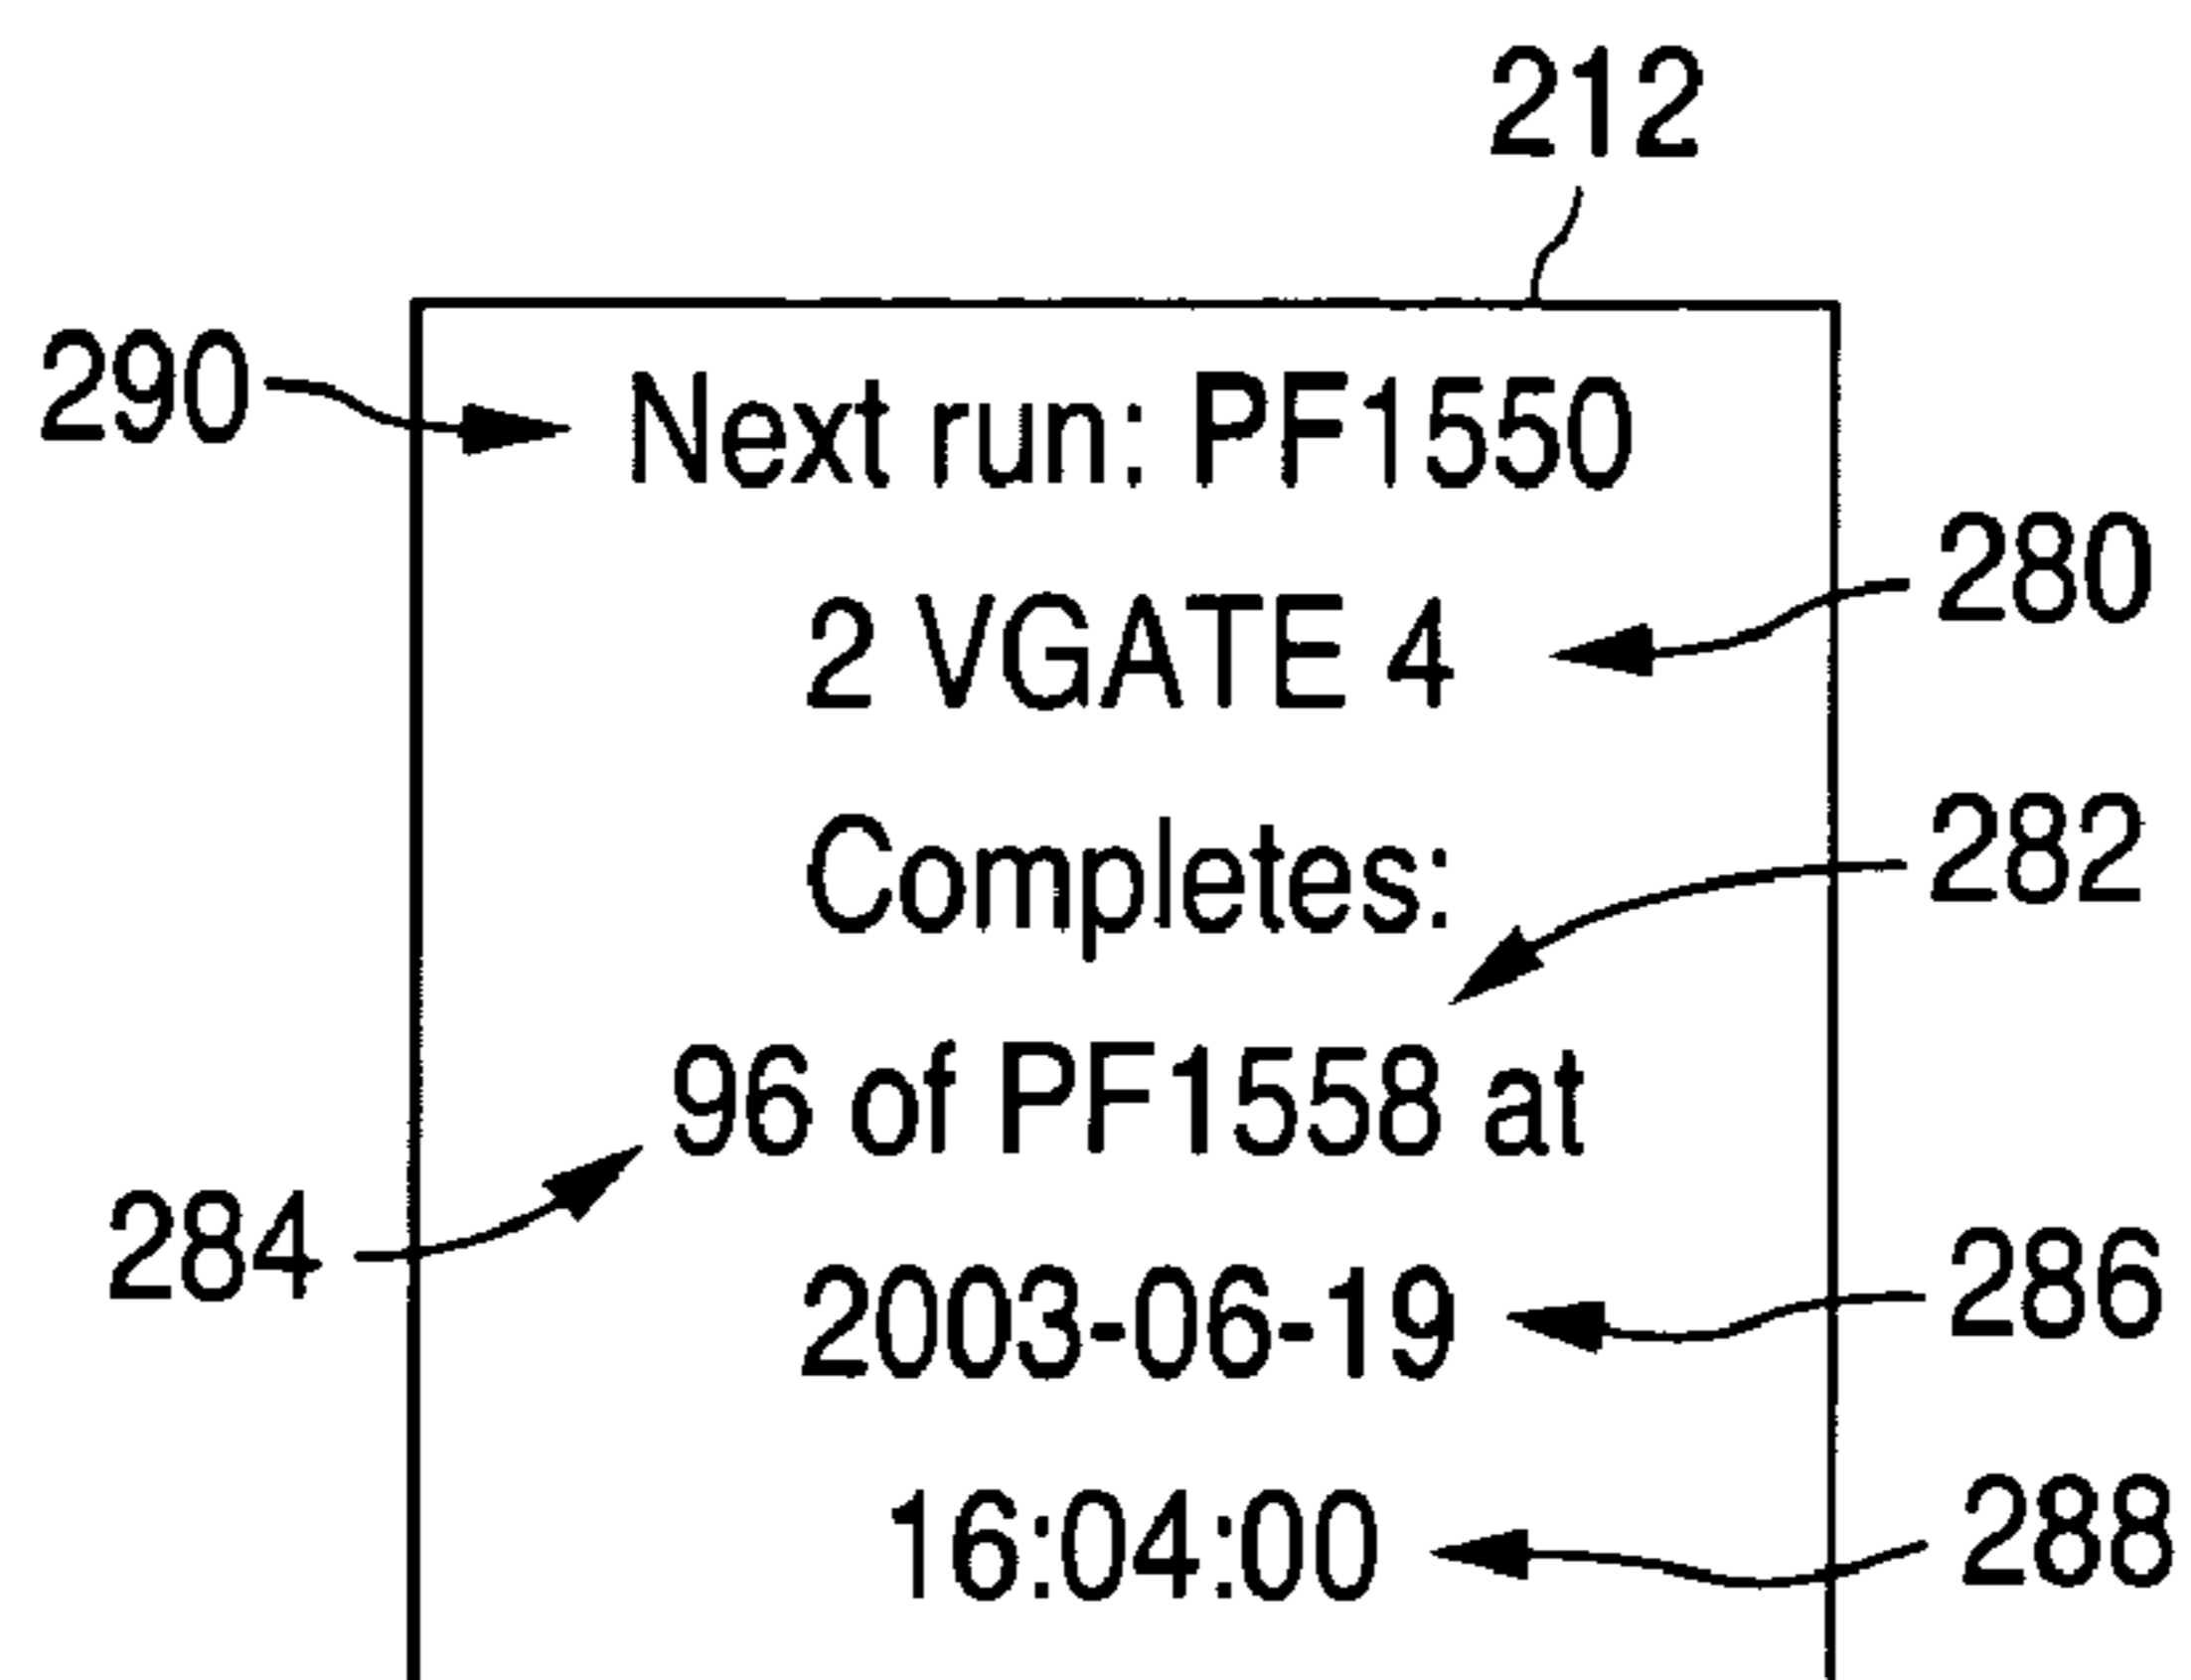 212
290 Next run: PF1550
2 VGATE 4 280
Completes: 282
96 of PF1558 at
284
2003-06-19 286
16:04:00 288